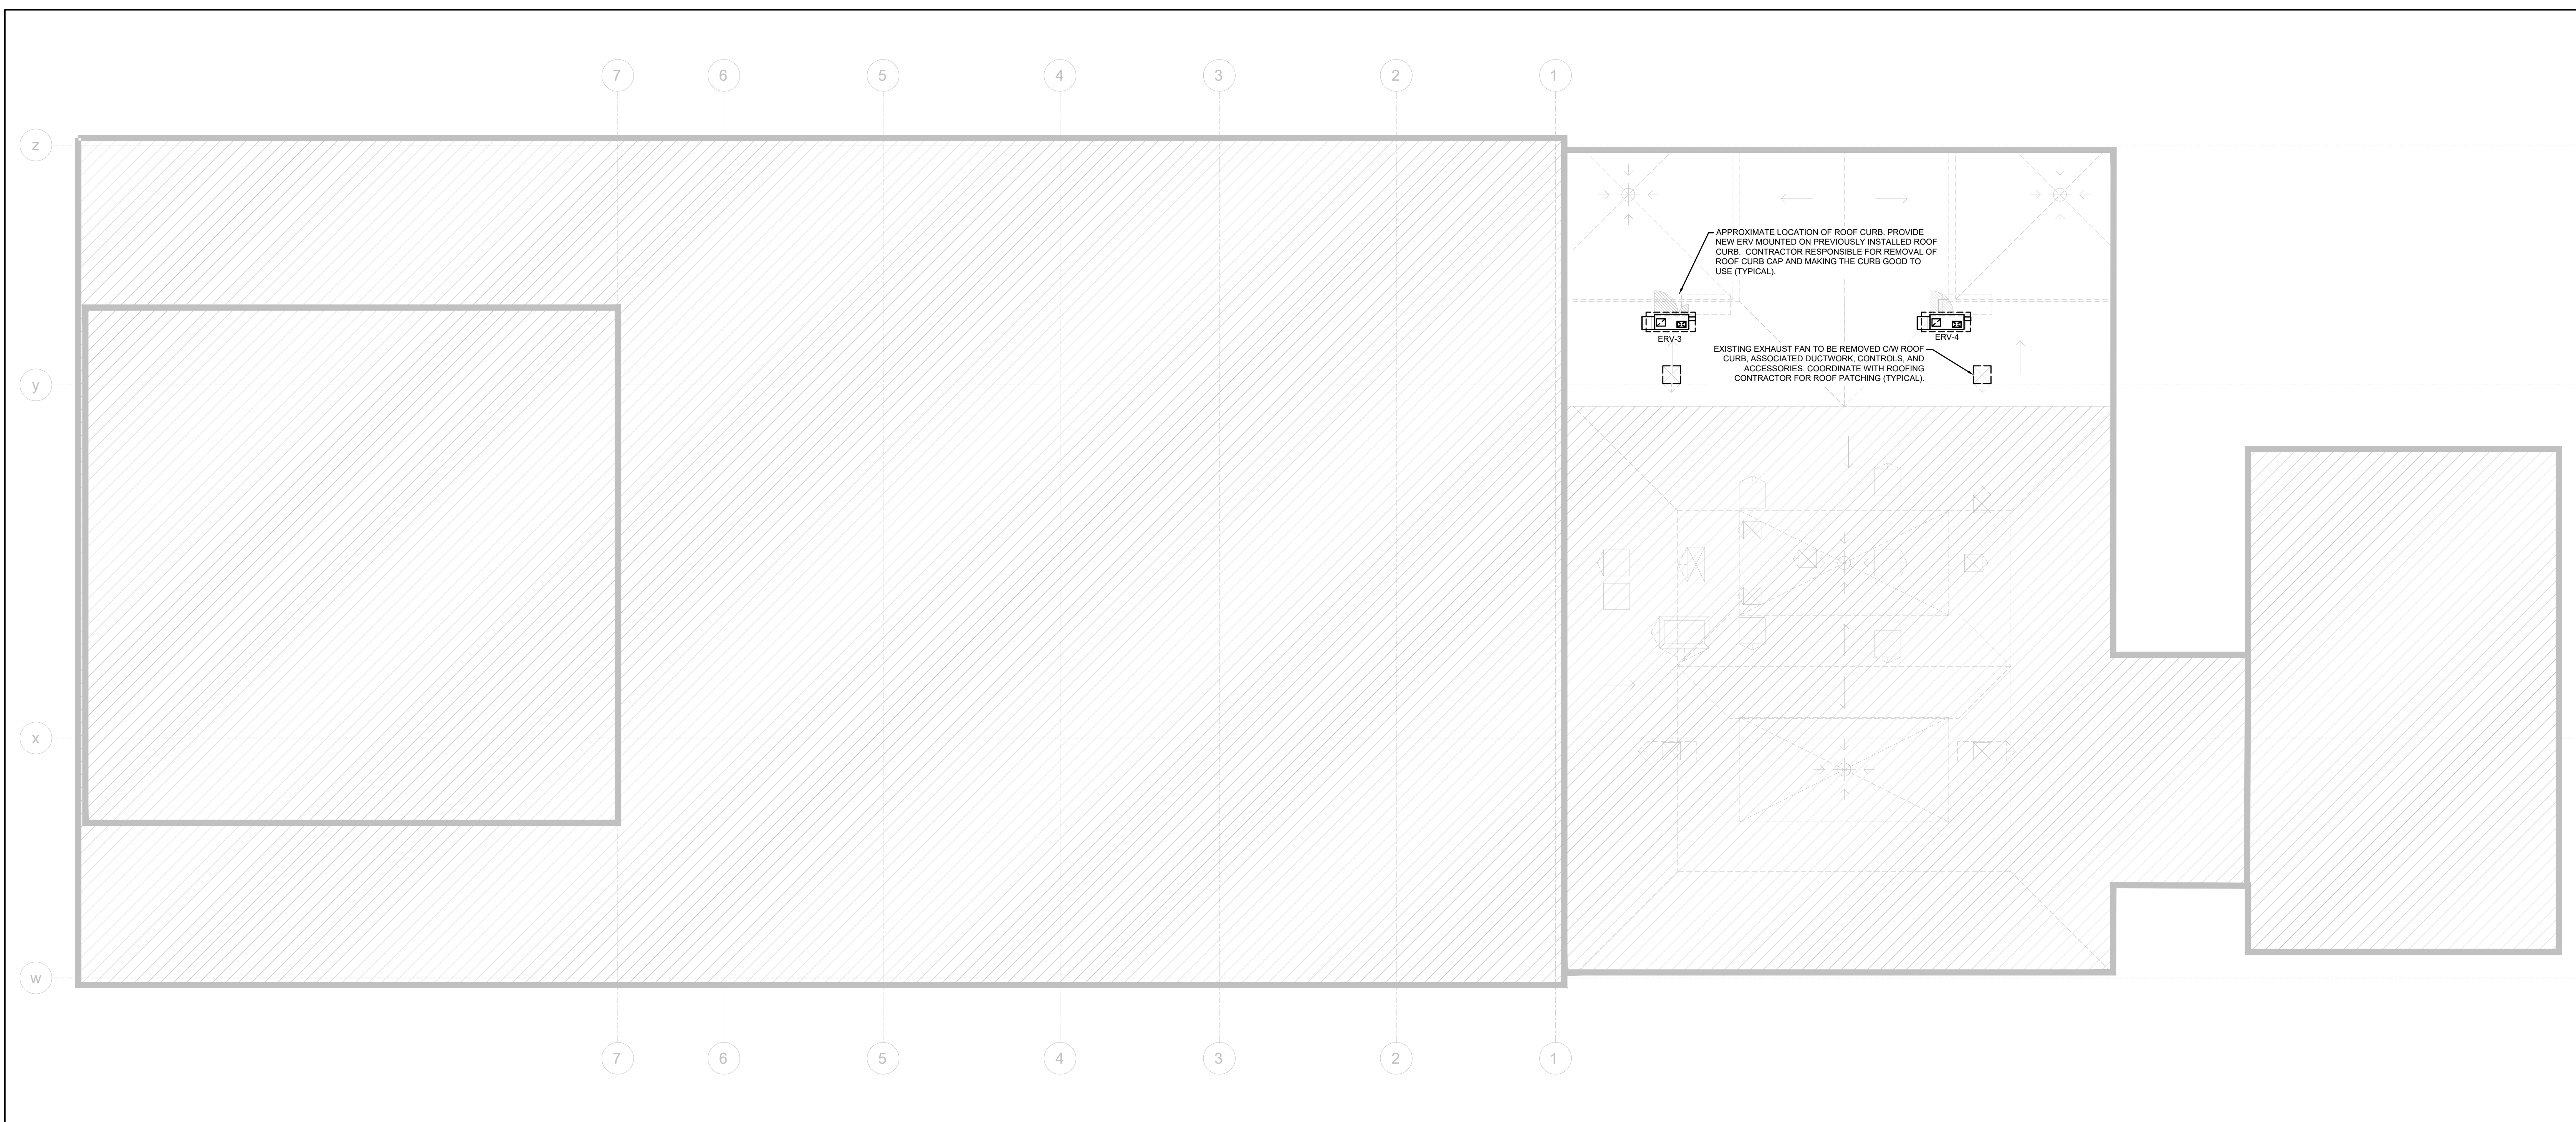 7 6 5 4 3 2 1
z
APPROXIMATE LOCATION OF ROOF CURB. PROVIDE
NEW ERV MOUNTED ON PREVIOUSLY INSTALLED ROOF
CURB. CONTRACTOR RESPONSIBLE FOR REMOVAL OF
ROOF CURB CAP AND MAKING THE CURB GOOD TO
USE (TYPICAL).
ERV-3
ERV-4
EXISTING EXHAUST FAN TO BE REMOVED C/W ROOF
CURB, ASSOCIATED DUCTWORK, CONTROLS, AND
ACCESSORIES. COORDINATE WITH ROOFING
CONTRACTOR FOR ROOF PATCHING (TYPICAL).
y
x
w
7 6 5 4 3 2 1